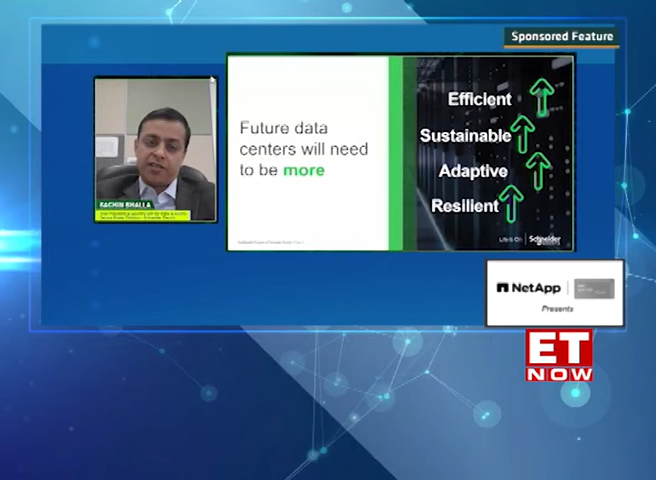 Sponsored Feature
Future data
centers will need
to be more
Efficient
Sustainable
Adaptive
Resilient
Life Is On | Schneider
SACHIN BHALLA
NetApp
Presents
ET
NOW